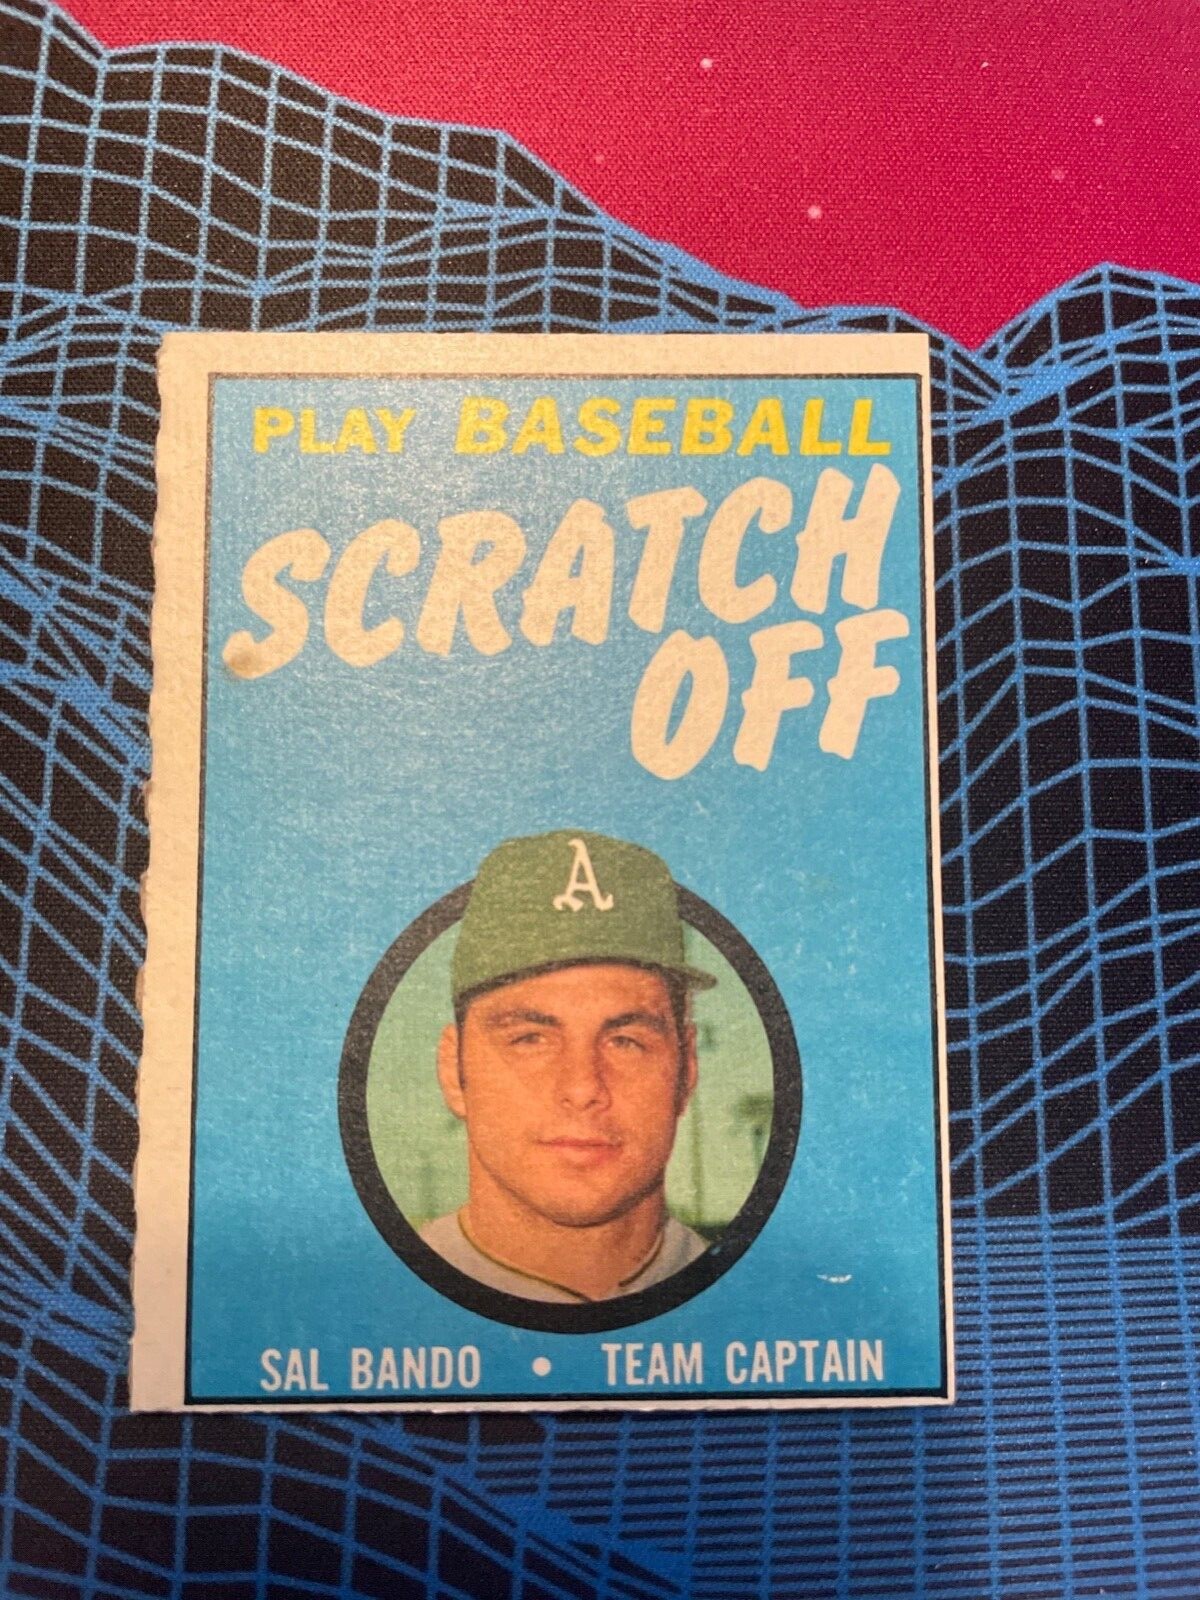 PLAY BASEBALL
SCRATCH
OFF
A
SAL BANDO • TEAM CAPTAIN